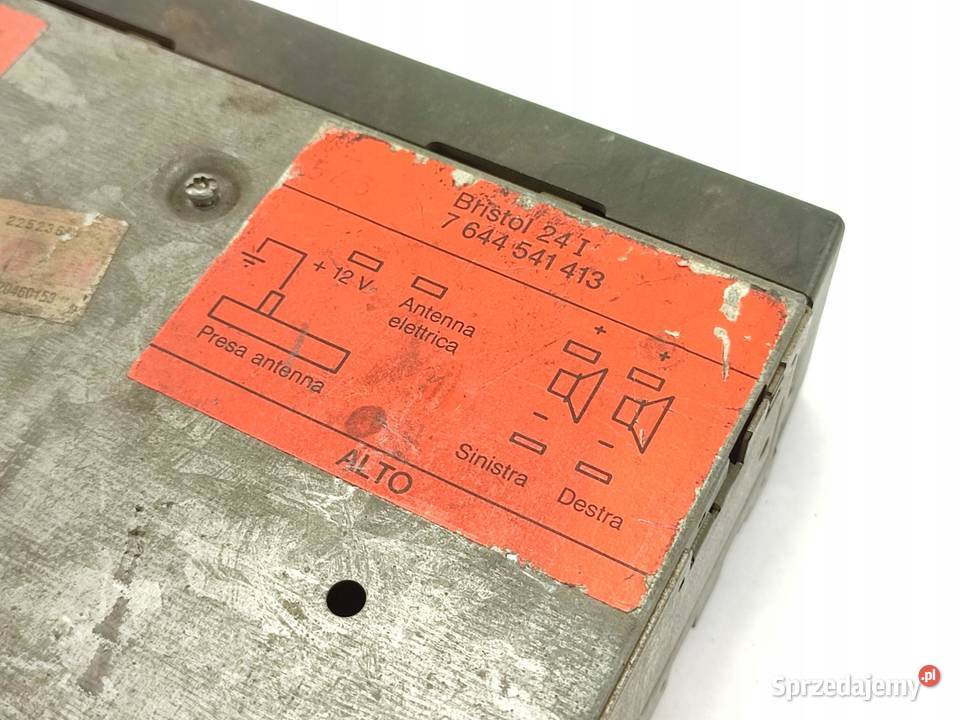 Bristol 24 I
7 644 541 413
+ 12 V
Antenna
elettrica
Presa antenna
+
+
-
-
Sinistra
Destra
ALTO
Sprzedajemy.pl